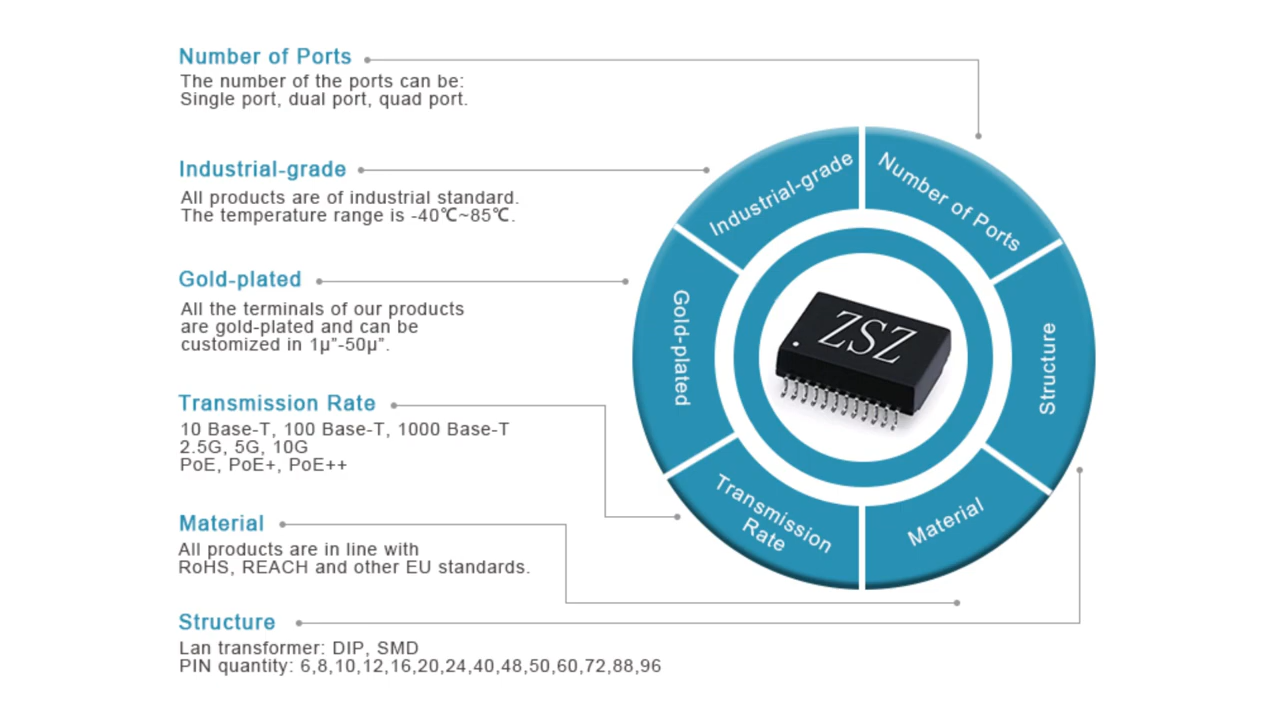 Number of Ports
The number of the ports can be:
Single port, dual port, quad port.
Industrial-grade
All products are of industrial standard.
The temperature range is -40℃~85℃.
Gold-plated
All the terminals of our products
are gold-plated and can be
customized in 1µ"-50µ".
Transmission Rate
10 Base-T, 100 Base-T, 1000 Base-T
2.5G, 5G, 10G
PoE, PoE+, PoE++
Material
All products are in line with
RoHS, REACH and other EU standards.
Structure
Lan transformer: DIP, SMD
PIN quantity: 6,8,10,12,16,20,24,40,48,50,60,72,88,96
Industrial-grade
Number of Ports
Gold-plated
ZSZ
Structure
Transmission
Rate
Material